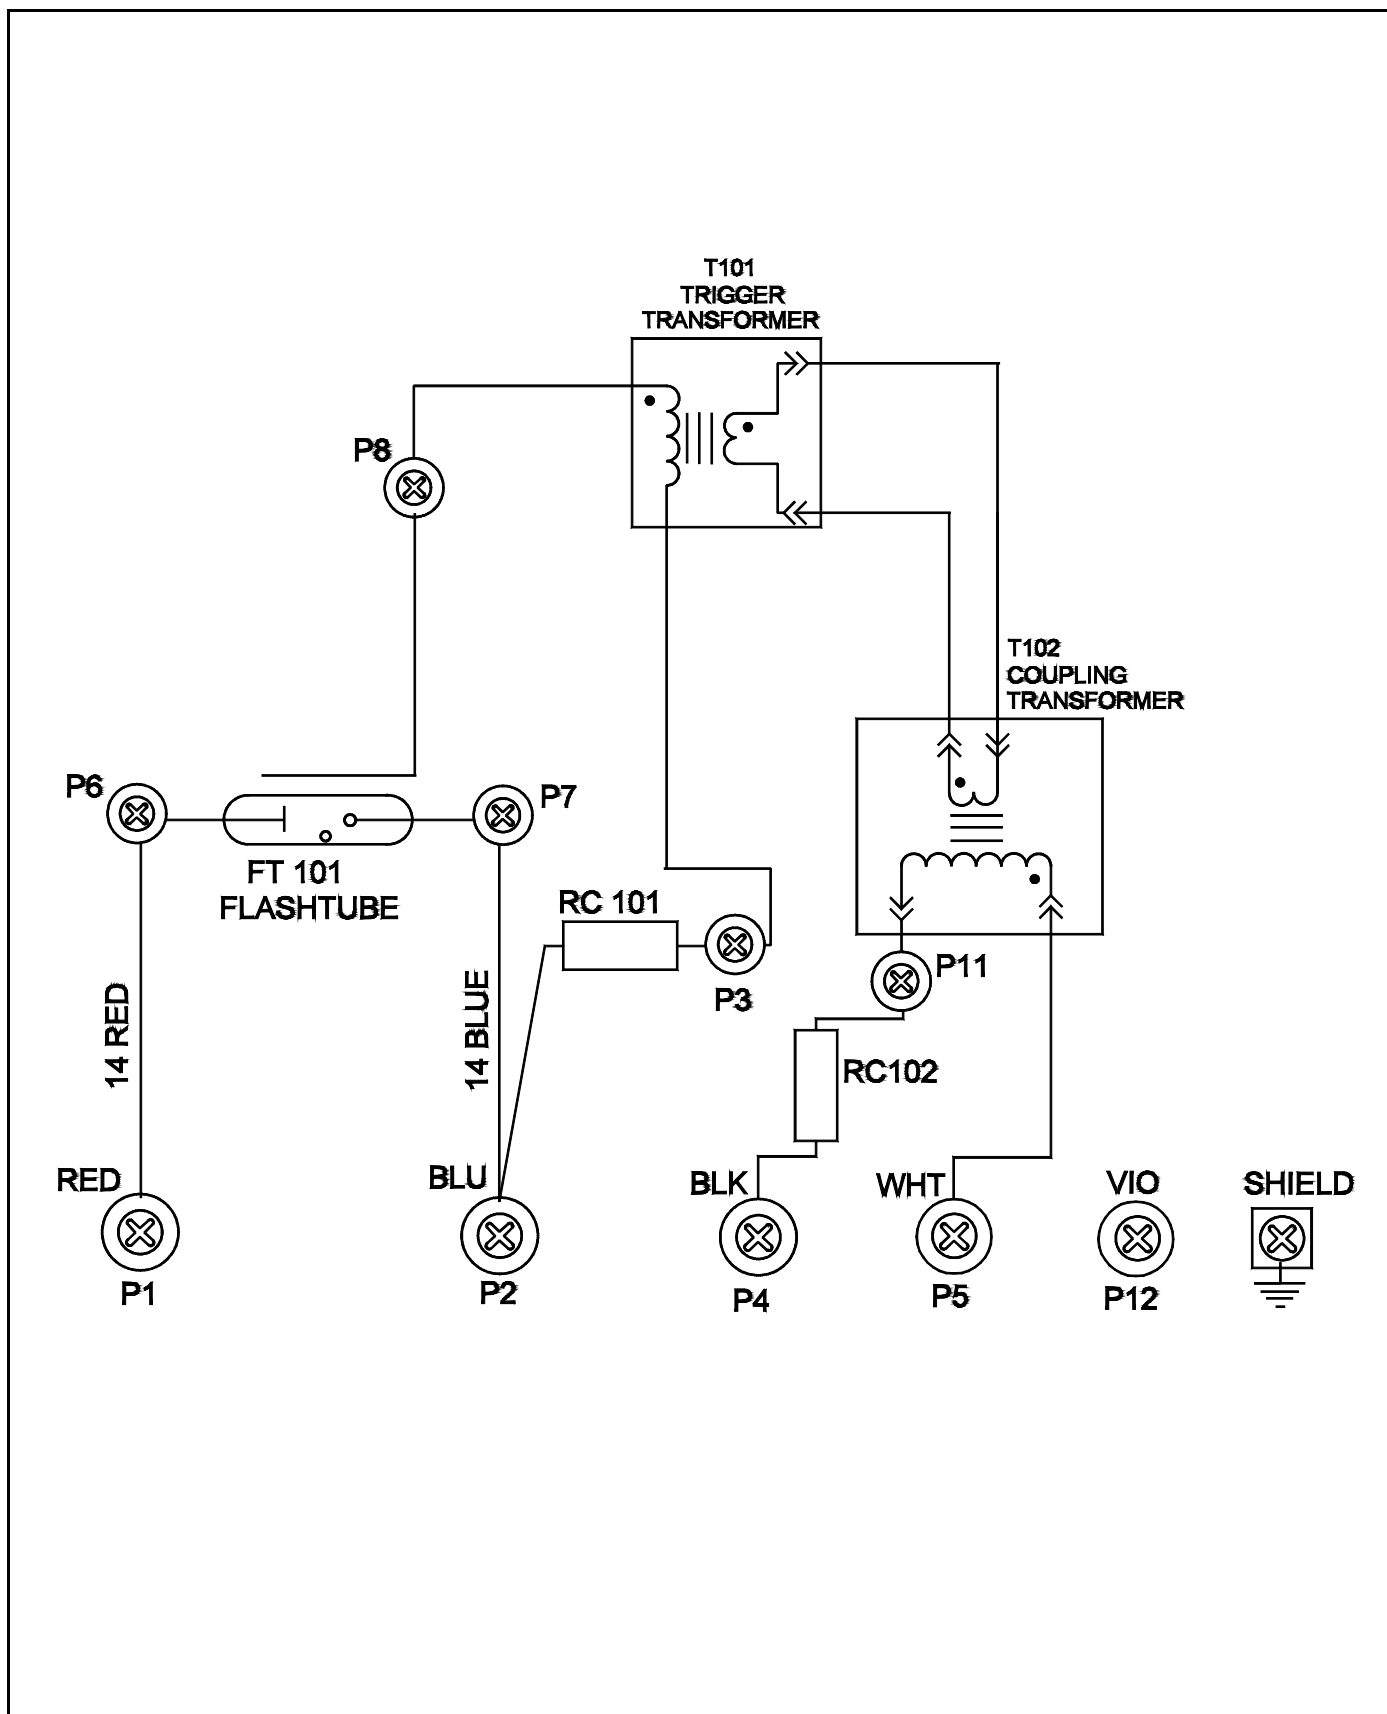 T101
TRIGGER
TRANSFORMER
P8
T102
COUPLING
TRANSFORMER
P6
P7
FT 101
FLASHTUBE
RC 101
P3
P11
14 RED
14 BLUE
RC102
RED
BLU
BLK
WHT
VIO
SHIELD
P1
P2
P4
P5
P12